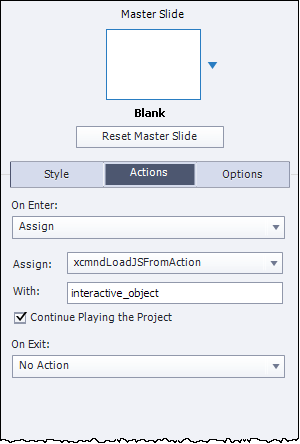 Master Slide
Blank
Reset Master Slide
Style Actions Options
On Enter:
Assign
Assign: xcmndLoadJSFromAction
With: interactive_object
Continue Playing the Project
On Exit:
No Action